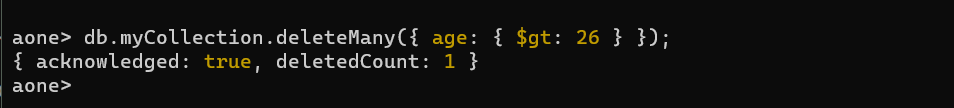 aone> db.myCollection.deleteMany({ age: { $gt: 26 } });
{ acknowledged: true, deletedCount: 1 }
aone>